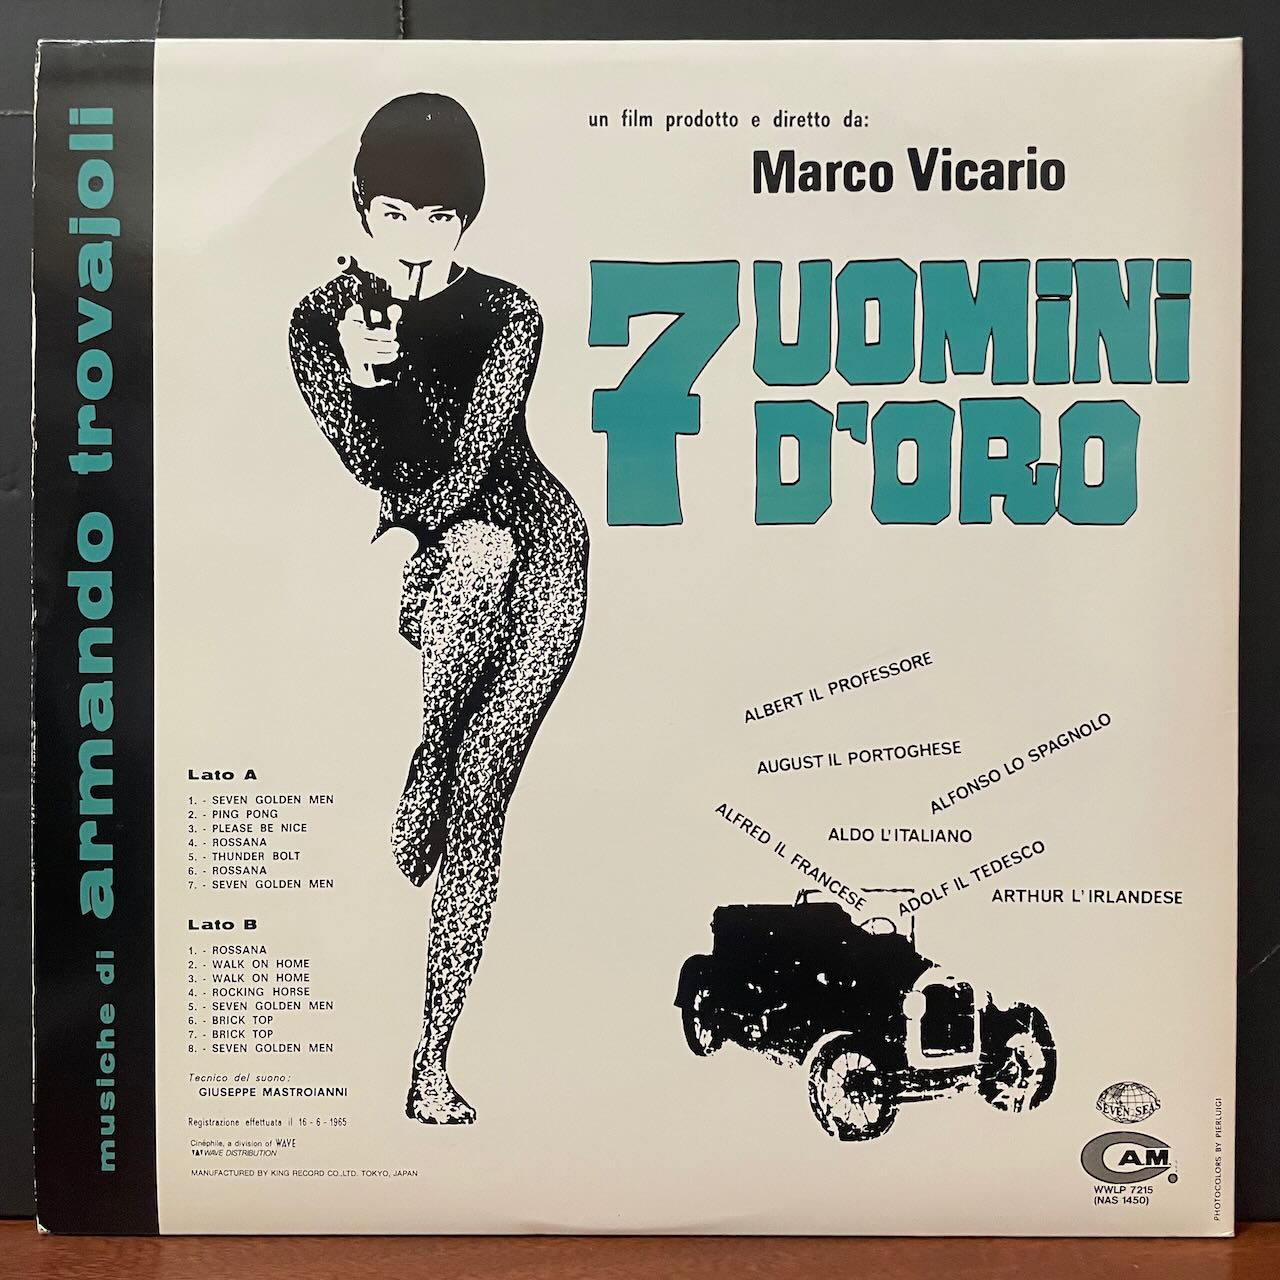 musiche di armando trovajoli
un film prodotto e diretto da:
Marco Vicario
7 UOMINI
D'ORO
ALBERT IL PROFESSORE
AUGUST IL PORTOGHESE
ALFONSO LO SPAGNOLO
ALFRED IL FRANCESE
ALDO L'ITALIANO
ADOLF IL TEDESCO
ARTHUR L'IRLANDESE
Lato A
1. - SEVEN GOLDEN MEN
2. - PING PONG
3. - PLEASE BE NICE
4. - ROSSANA
5. - THUNDER BOLT
6. - ROSSANA
7. - SEVEN GOLDEN MEN
Lato B
1. - ROSSANA
2. - WALK ON HOME
3. - WALK ON HOME
4. - ROCKING HORSE
5. - SEVEN GOLDEN MEN
6. - BRICK TOP
7. - BRICK TOP
8. - SEVEN GOLDEN MEN
Tecnico del suono:
GIUSEPPE MASTROIANNI
Registrazione effettuata il 16 - 6 - 1965
Cinéphile, a division of WAVE
WAVE DISTRIBUTION
MANUFACTURED BY KING RECORD CO.,LTD. TOKYO, JAPAN
SEVEN SEAS
CAM
WWLP 7215
(NAS 1450)
PHOTOCOLORS BY PIERLUIGI